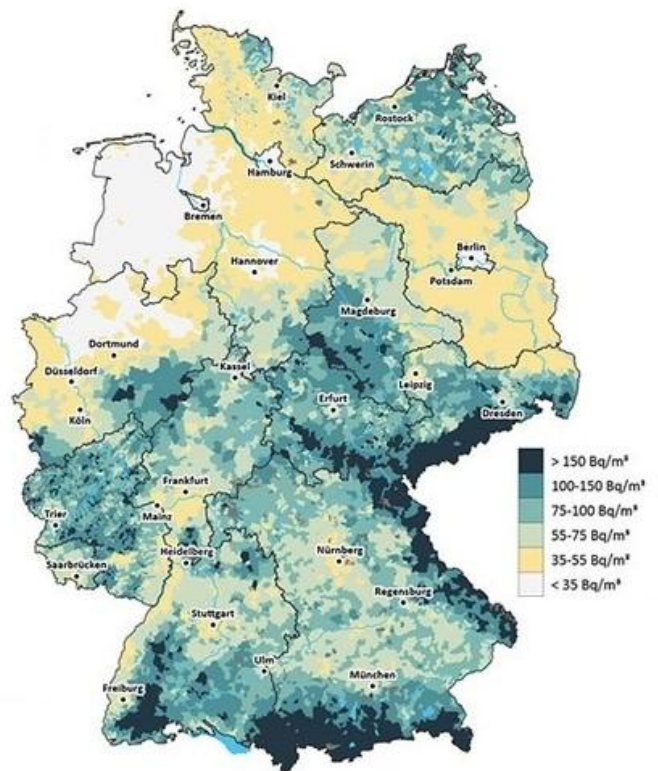 Kiel
Rostock
Schwerin
Hamburg
Bremen
Berlin
Hannover
Potsdam
Magdeburg
Dortmund
Kassel
Düsseldorf
Leipzig
Köln
Erfurt
Dresden
> 150 Bq/m³
100-150 Bq/m³
75-100 Bq/m³
55-75 Bq/m³
35-55 Bq/m³
< 35 Bq/m³
Frankfurt
Trier
Mainz
Heidelberg
Nürnberg
Saarbrücken
Regensburg
Stuttgart
Ulm
München
Freiburg